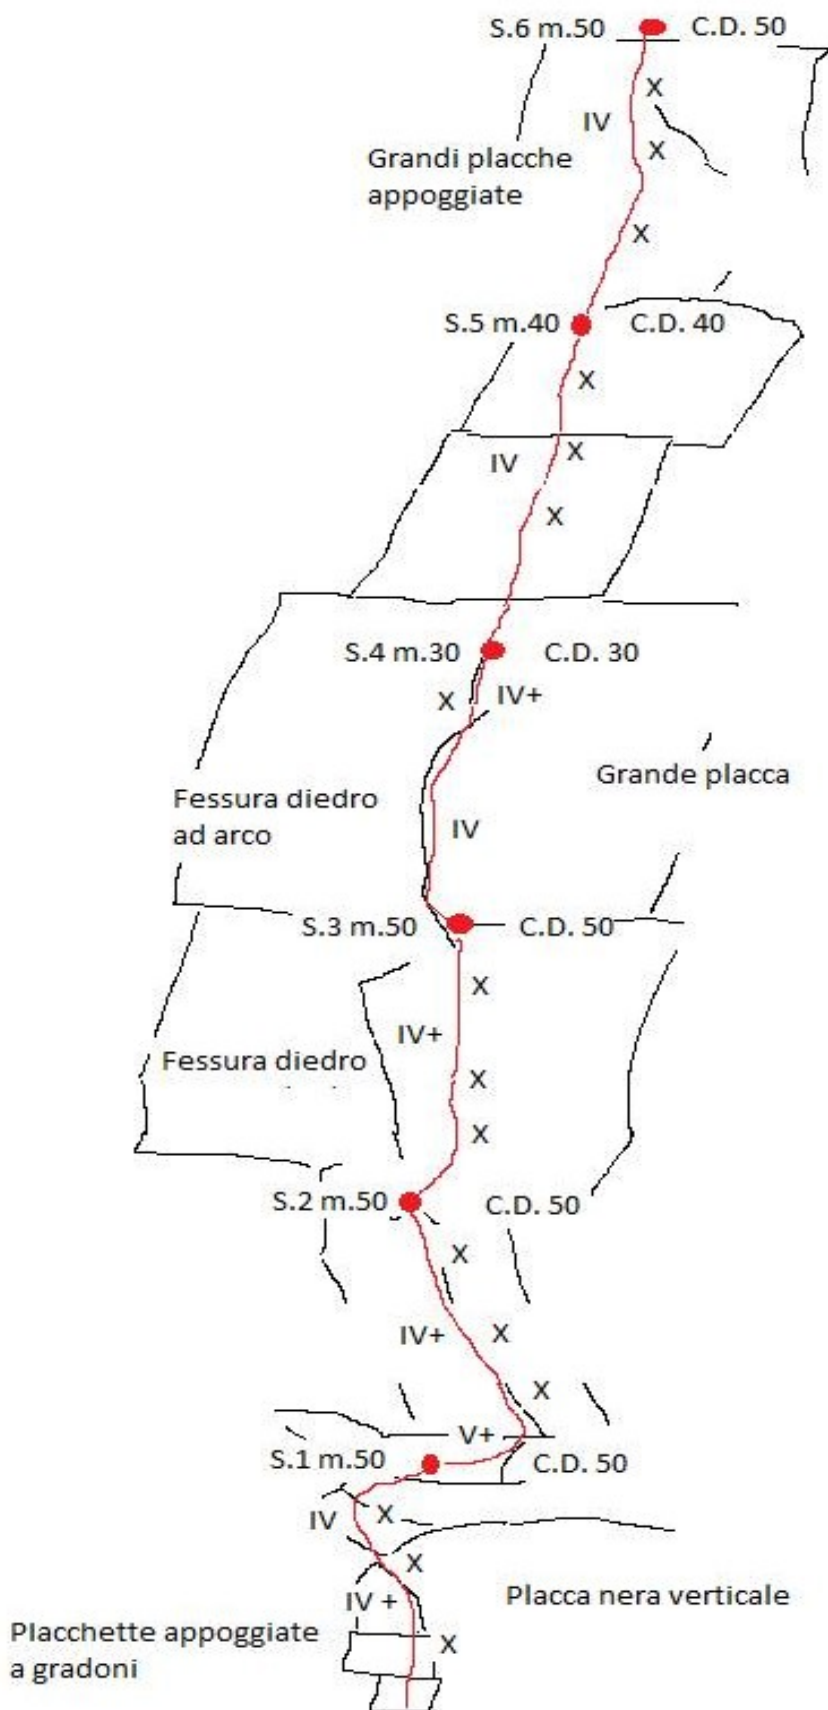 S.6 m.50 C.D. 50
X
IV
X
Grandi placche
appoggiate
X
S.5 m.40 C.D. 40
X
X
IV
X
S.4 m.30 C.D. 30
X IV+
Grande placca
Fessura diedro
ad arco
IV
S.3 m.50 C.D. 50
X
IV+
Fessura diedro
X
X
S.2 m.50 C.D. 50
X
IV+ X
X
V+
S.1 m.50 C.D. 50
IV X
X
Placca nera verticale
IV +
Placchette appoggiate
a gradoni
X